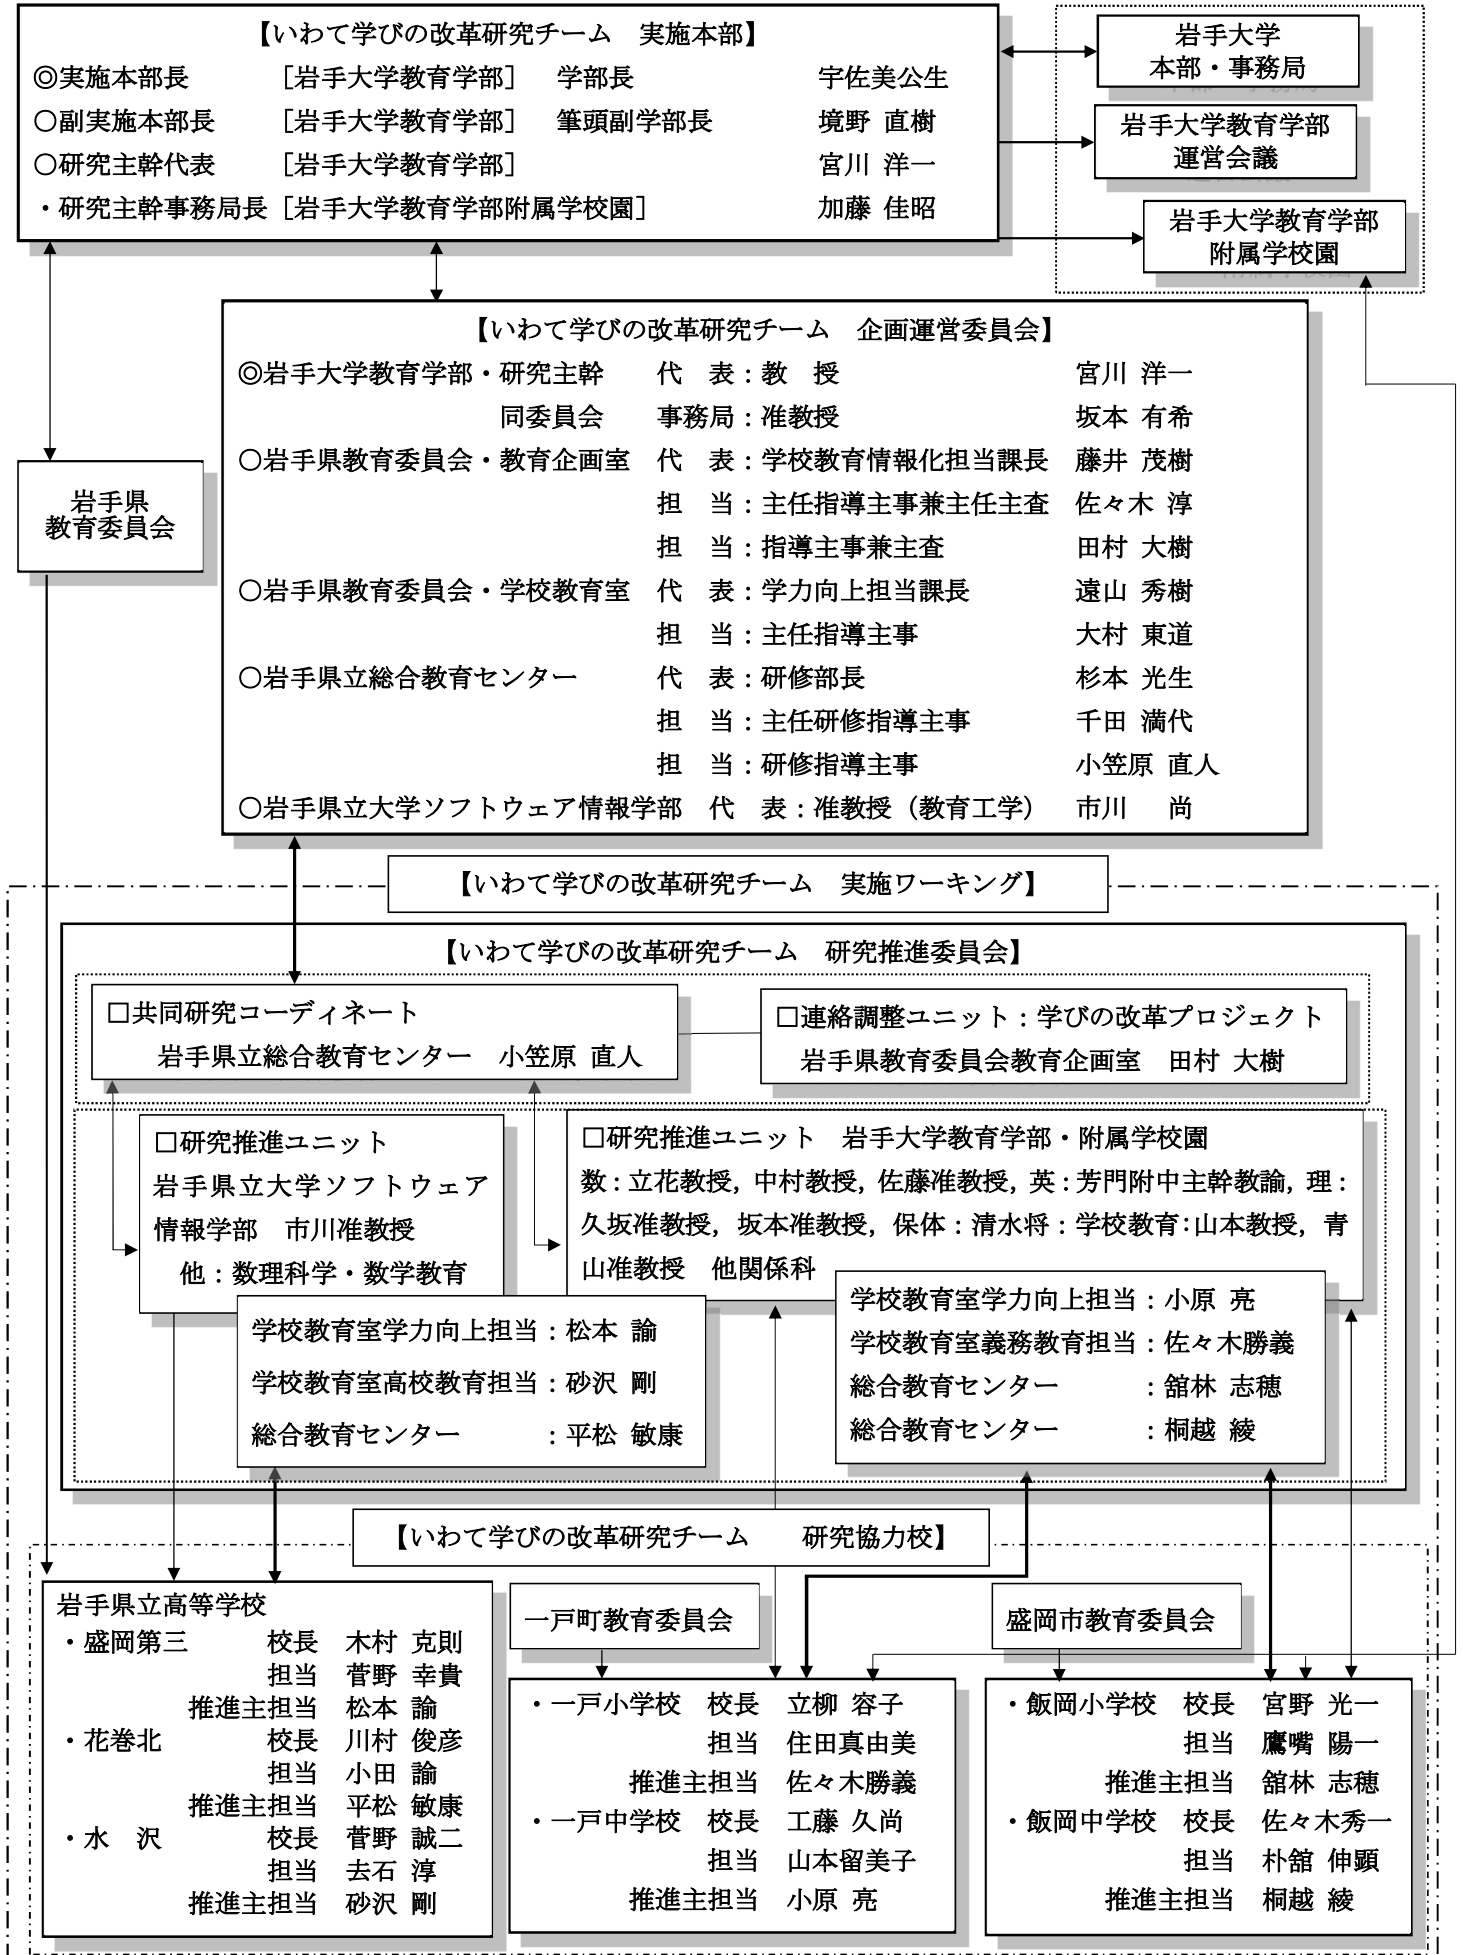 【いわて学びの改革研究チーム　実施本部】
◎実施本部長　［岩手大学教育学部］　学部長　宇佐美公生
○副実施本部長　［岩手大学教育学部］　筆頭副学部長　境野 直樹
○研究主幹代表　［岩手大学教育学部］　宮川 洋一
・研究主幹事務局長［岩手大学教育学部附属学校園］　加藤 佳昭
岩手大学
本部・事務局
岩手大学教育学部
運営会議
岩手大学教育学部
附属学校園
【いわて学びの改革研究チーム　企画運営委員会】
◎岩手大学教育学部・研究主幹　代　表：教　授　宮川 洋一
同委員会　事務局：准教授　坂本 有希
○岩手県教育委員会・教育企画室　代　表：学校教育情報化担当課長　藤井 茂樹
担　当：主任指導主事兼主任主査　佐々木 淳
担　当：指導主事兼主査　田村 大樹
○岩手県教育委員会・学校教育室　代　表：学力向上担当課長　遠山 秀樹
担　当：主任指導主事　大村 東道
○岩手県立総合教育センター　代　表：研修部長　杉本 光生
担　当：主任研修指導主事　千田 満代
担　当：研修指導主事　小笠原 直人
○岩手県立大学ソフトウェア情報学部　代　表：准教授（教育工学）　市川　尚
岩手県
教育委員会
【いわて学びの改革研究チーム　実施ワーキング】
【いわて学びの改革研究チーム　研究推進委員会】
□共同研究コーディネート
岩手県立総合教育センター　小笠原 直人
□連絡調整ユニット：学びの改革プロジェクト
岩手県教育委員会教育企画室　田村 大樹
□研究推進ユニット
岩手県立大学ソフトウェア
情報学部　市川准教授
他：数理科学・数学教育
□研究推進ユニット　岩手大学教育学部・附属学校園
数：立花教授，中村教授，佐藤准教授，英：芳門附中主幹教諭，理：
久坂准教授，坂本准教授，保体：清水将：学校教育：山本教授，青
山准教授　他関係科
学校教育室学力向上担当：松本 諭
学校教育室高校教育担当：砂沢 剛
総合教育センター　：平松 敏康
学校教育室学力向上担当：小原 亮
学校教育室義務教育担当：佐々木勝義
総合教育センター　：舘林 志穂
総合教育センター　：桐越 綾
【いわて学びの改革研究チーム　研究協力校】
岩手県立高等学校
・盛岡第三　校長　木村 克則
担当　菅野 幸貴
推進主担当　松本 諭
・花巻北　校長　川村 俊彦
担当　小田 諭
推進主担当　平松 敏康
・水　沢　校長　菅野 誠二
担当　去石 淳
推進主担当　砂沢 剛
一戸町教育委員会
・一戸小学校　校長　立柳 容子
担当　住田真由美
推進主担当　佐々木勝義
・一戸中学校　校長　工藤 久尚
担当　山本留美子
推進主担当　小原 亮
盛岡市教育委員会
・飯岡小学校　校長　宮野 光一
担当　鷹嘴 陽一
推進主担当　舘林 志穂
・飯岡中学校　校長　佐々木秀一
担当　朴舘 伸顕
推進主担当　桐越 綾